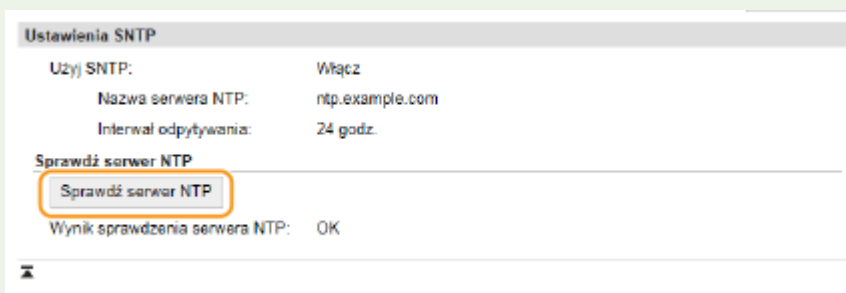 Ustawienia SNTP
Użyj SNTP: Włącz
Nazwa serwera NTP: ntp.example.com
Interwał odpytywania: 24 godz.
Sprawdź serwer NTP
Sprawdź serwer NTP
Wynik sprawdzenia serwera NTP: OK